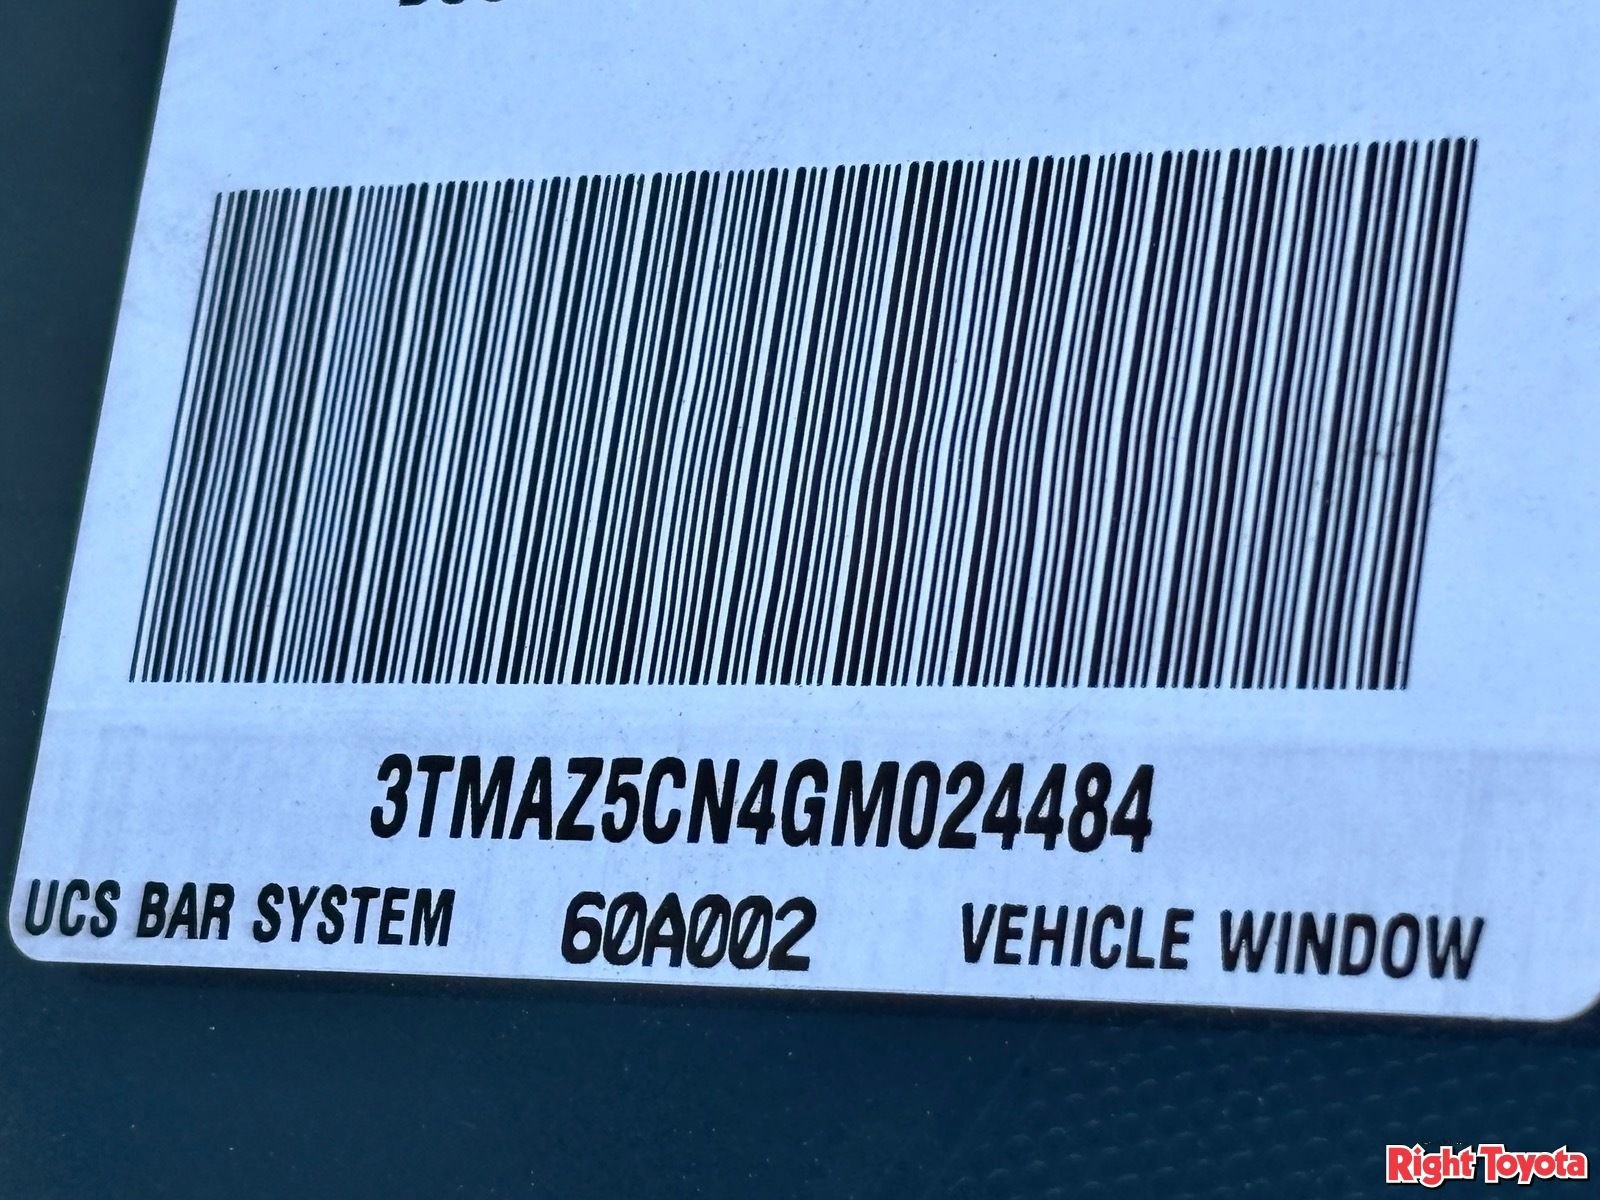 3TMAZ5CN4GM024484
UCS BAR SYSTEM 60A002 VEHICLE WINDOW
Right Toyota